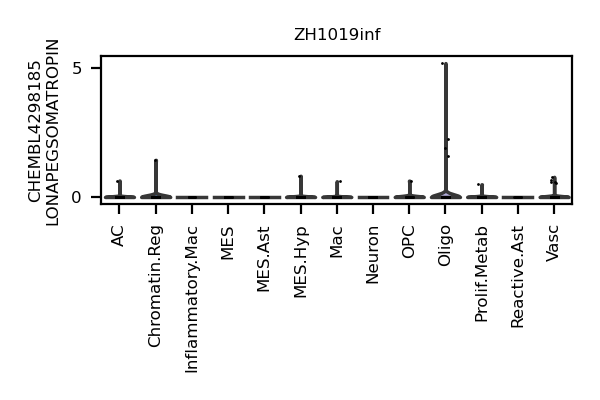 ZH1019inf
CHEMBL4298185
LONAPEGSOMATROPIN
5
0
AC
Chromatin.Reg
Inflammatory.Mac
MES
MES.Ast
MES.Hyp
Mac
Neuron
OPC
Oligo
Prolif.Metab
Reactive.Ast
Vasc